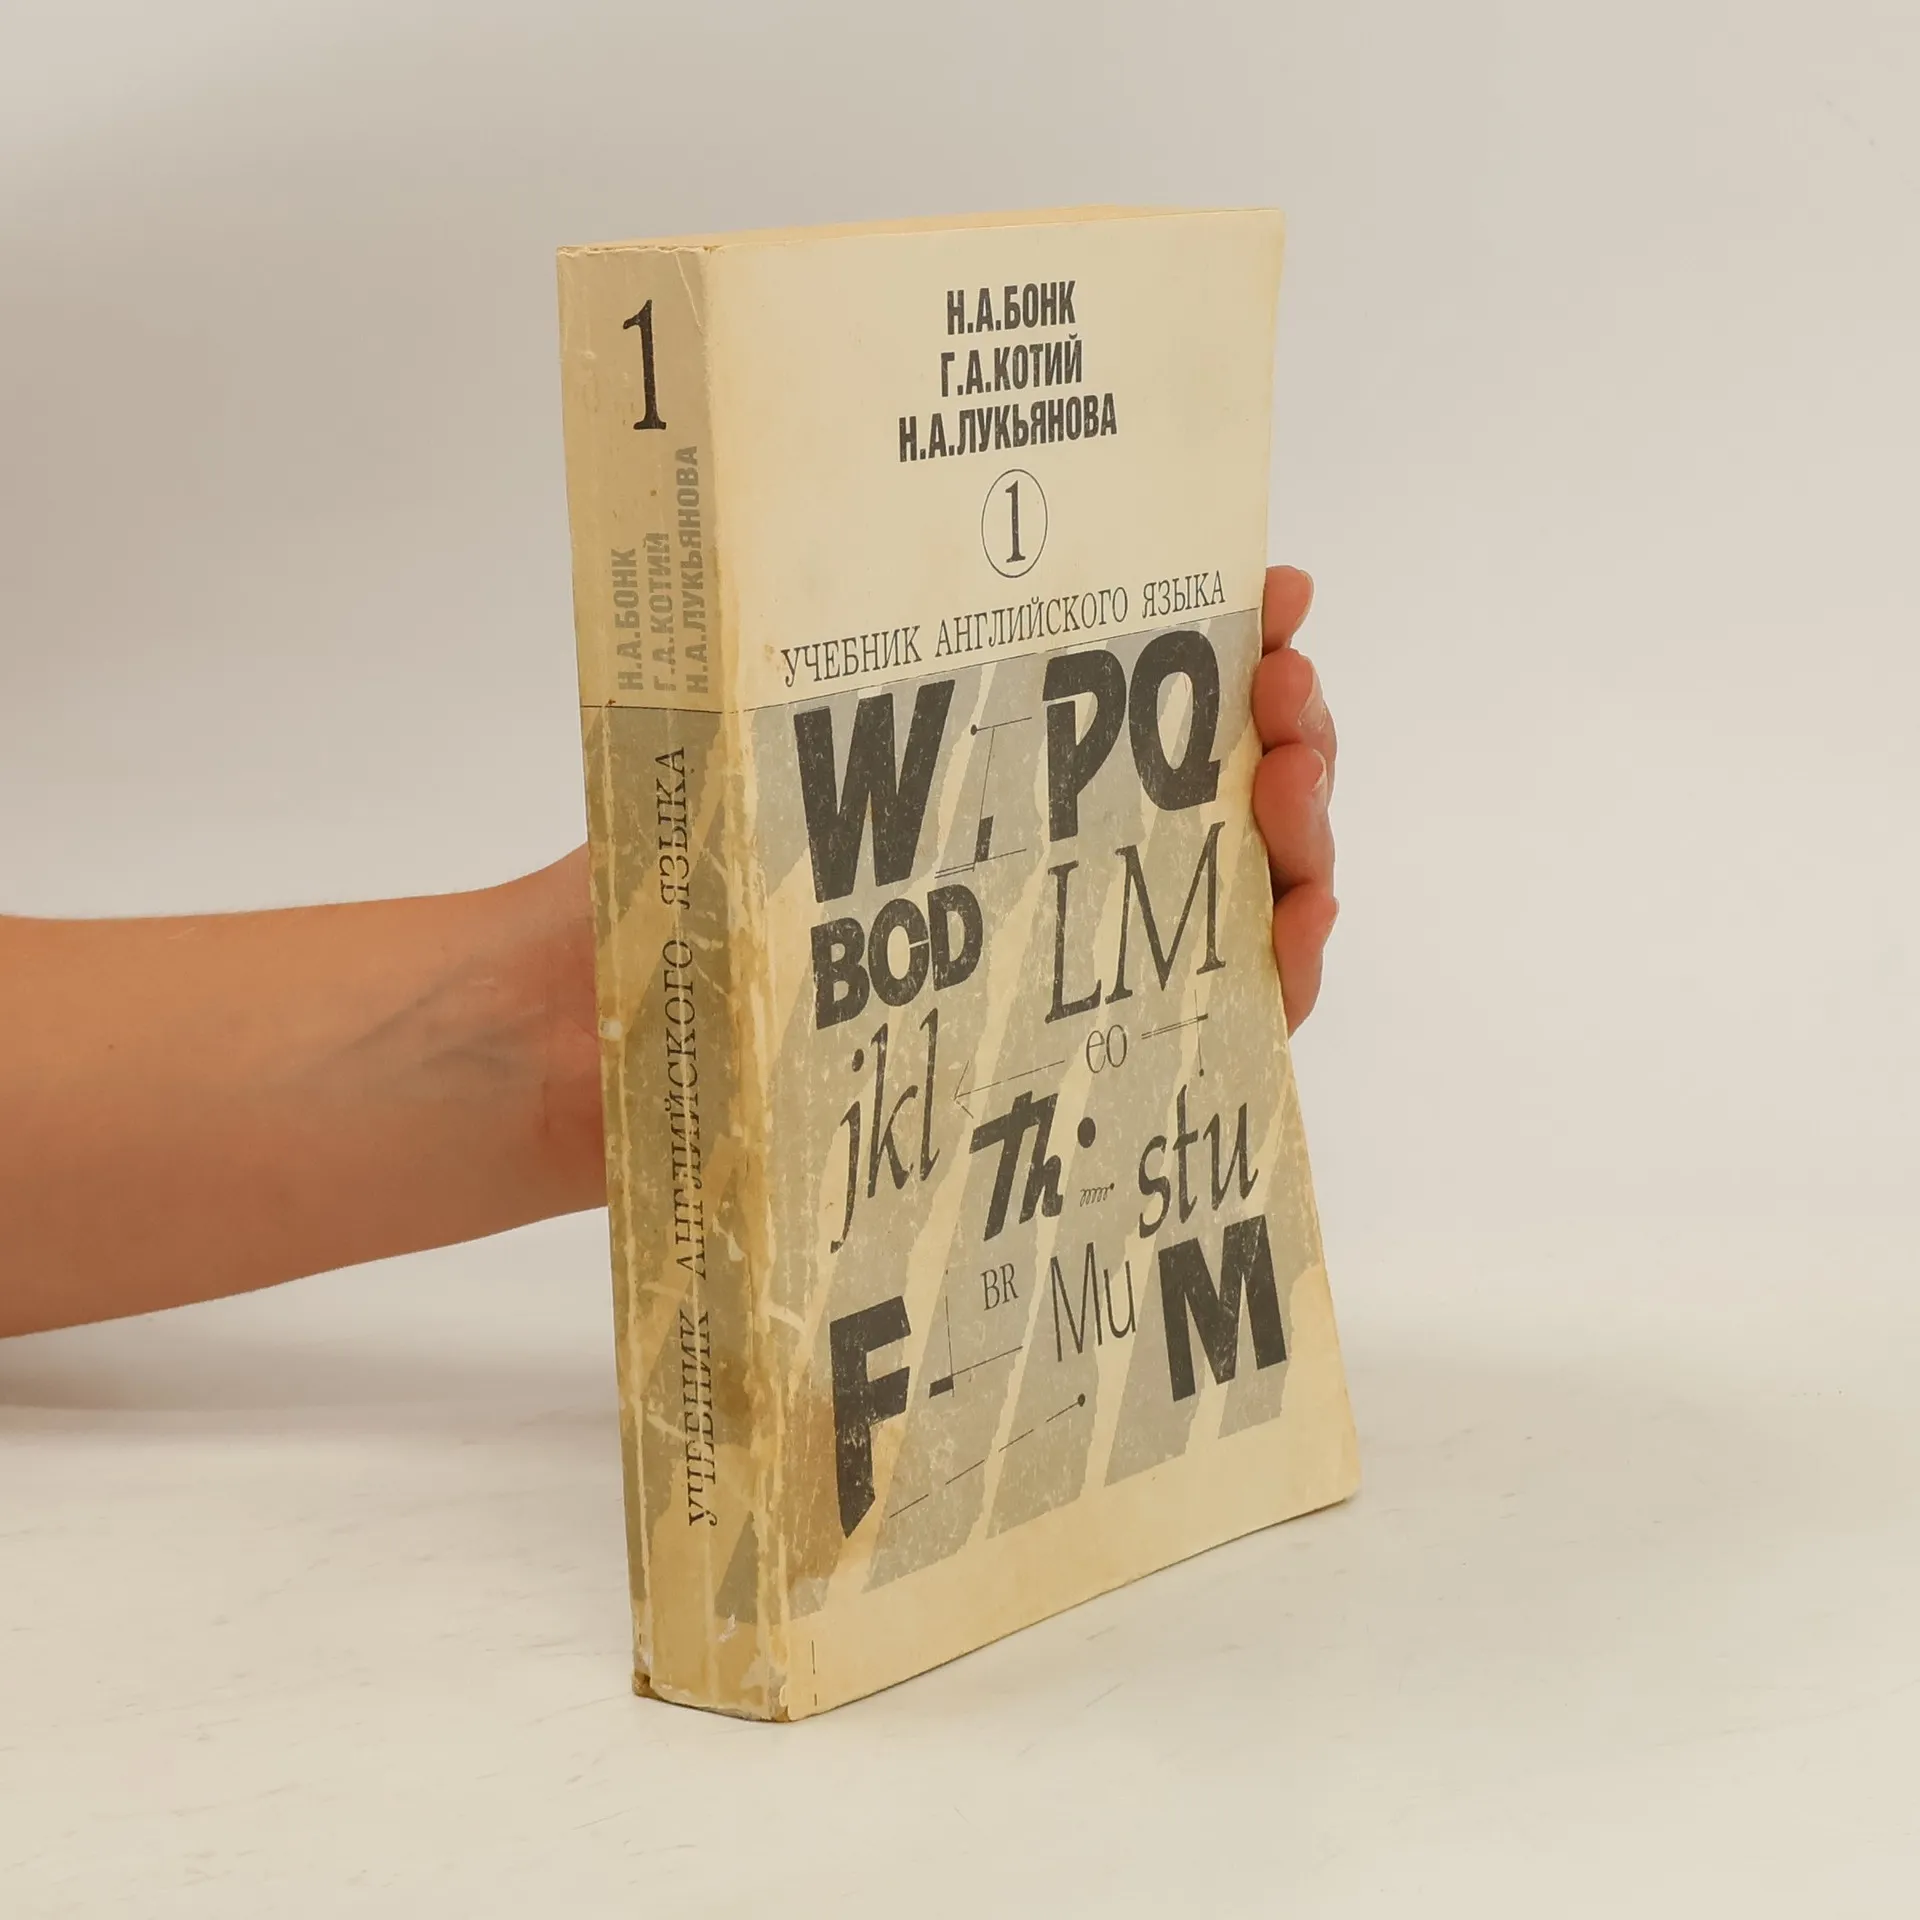 1
Н.А.БОНК
Г.А.КОТИЙ
Н.А.ЛУКЬЯНОВА
УЧЕБНИК АНГЛИЙСКОГО ЯЗЫКА
Н.А.БОНК
Г.А.КОТИЙ
Н.А.ЛУКЬЯНОВА
1
УЧЕБНИК АНГЛИЙСКОГО ЯЗЫКА
W PQ
BOD LM
jkl eo
Th stu
BR Mu M
F